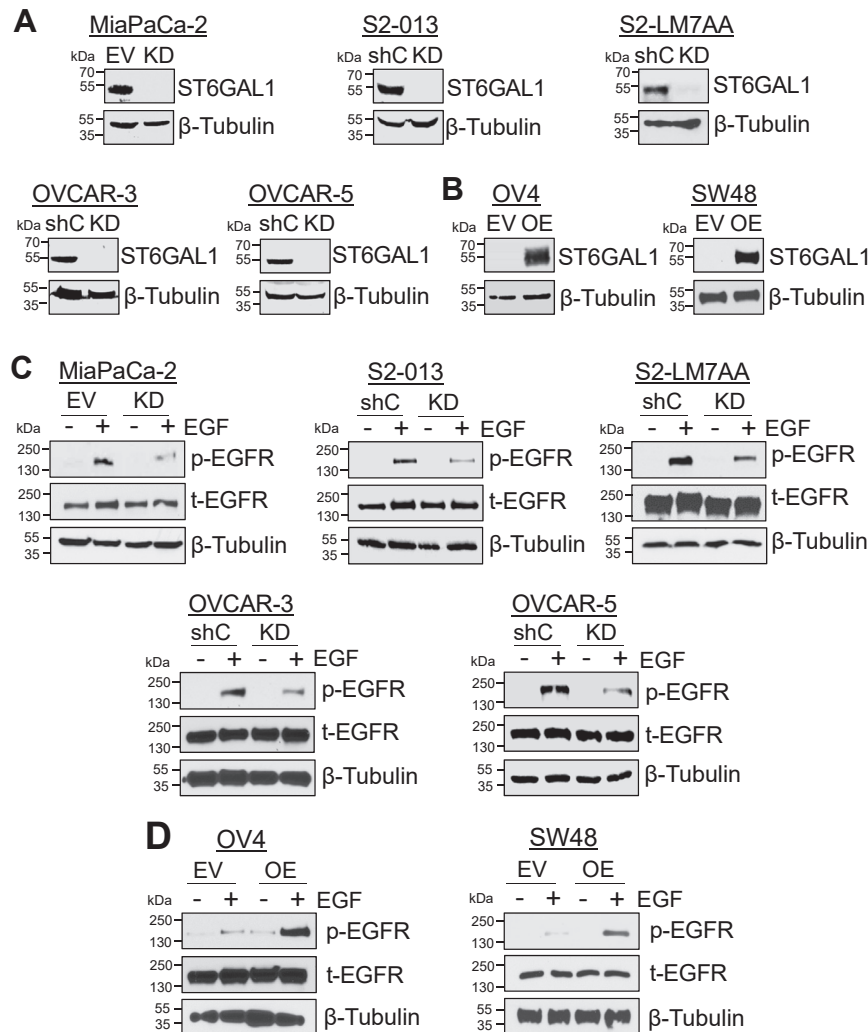 A
MiaPaCa-2
S2-013
S2-LM7AA
kDa EV KD
kDa shC KD
kDa shC KD
70
55
ST6GAL1
70
55
ST6GAL1
70
55
ST6GAL1
55
35
β-Tubulin
55
35
β-Tubulin
55
35
β-Tubulin
OVCAR-3
OVCAR-5
B
OV4
SW48
kDa shC KD
kDa shC KD
kDa EV OE
kDa EV OE
70
55
ST6GAL1
70
55
ST6GAL1
70
55
ST6GAL1
70
55
ST6GAL1
55
35
β-Tubulin
55
35
β-Tubulin
55
35
β-Tubulin
55
35
β-Tubulin
C
MiaPaCa-2
S2-013
S2-LM7AA
EV KD
shC KD
shC KD
kDa - + - + EGF
kDa - + - + EGF
kDa - + - + EGF
250
130
p-EGFR
250
130
p-EGFR
250
130
p-EGFR
250
130
t-EGFR
250
130
t-EGFR
250
130
t-EGFR
55
35
β-Tubulin
55
35
β-Tubulin
55
35
β-Tubulin
OVCAR-3
OVCAR-5
shC KD
shC KD
kDa - + - + EGF
kDa - + - + EGF
250
130
p-EGFR
250
130
p-EGFR
250
130
t-EGFR
250
130
t-EGFR
55
35
β-Tubulin
55
35
β-Tubulin
D
OV4
SW48
EV OE
EV OE
kDa - + - + EGF
kDa - + - + EGF
250
130
p-EGFR
250
130
p-EGFR
250
130
t-EGFR
250
130
t-EGFR
55
35
β-Tubulin
55
35
β-Tubulin